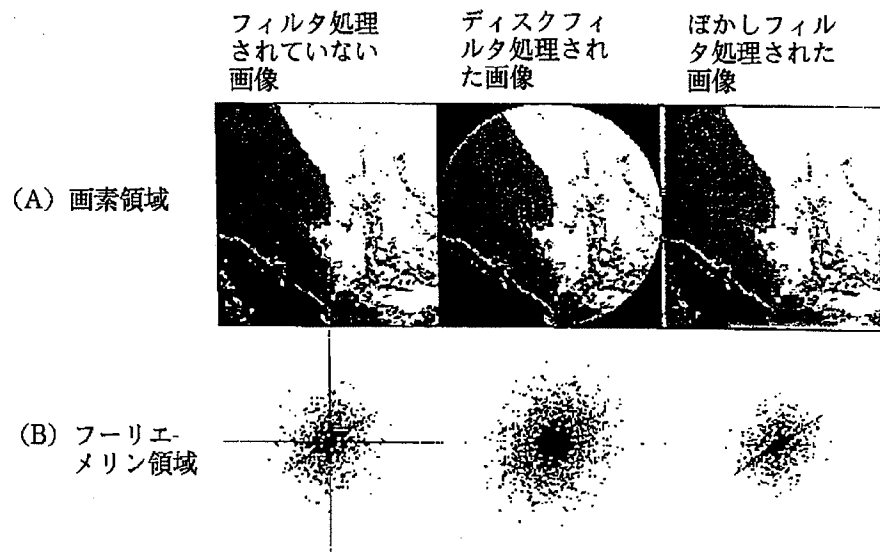 フィルタ処理
されていない
画像
ディスクフィ
ルタ処理され
た画像
ぼかしフィル
タ処理された
画像
(A) 画素領域
(B) フーリエ-
メリン領域